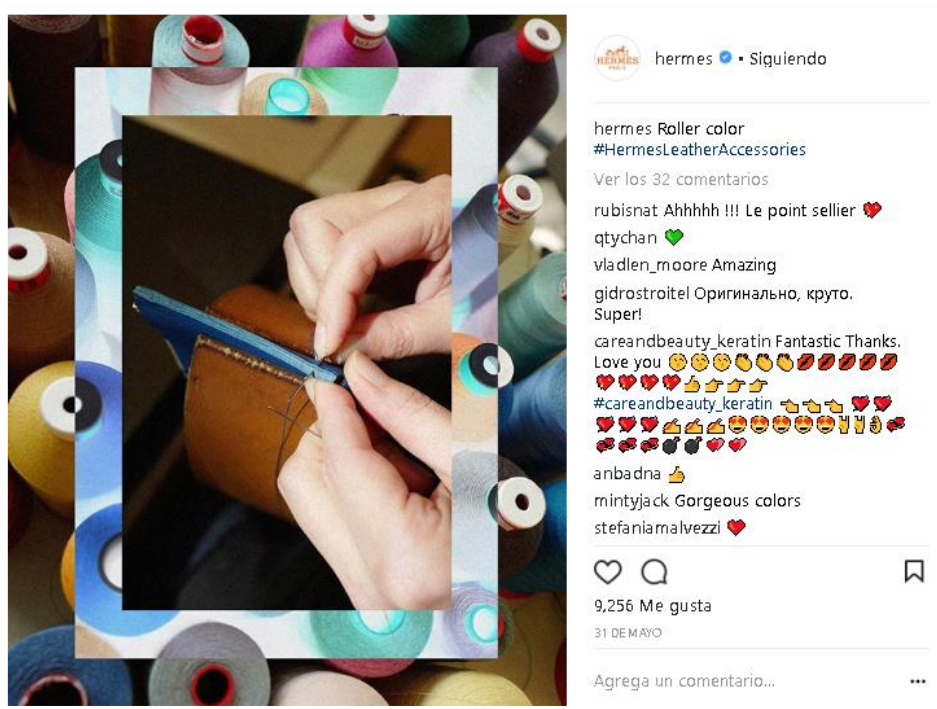 HERMÈS
PARIS
hermes • Siguiendo
hermes Roller color
#HermesLeatherAccessories
Ver los 32 comentarios
rubisnat Ahhhhh !!! Le point sellier 💖
qtychan 💚
vladlen_moore Amazing
gidrostroitel Оригинально, круто.
Super!
careandbeauty_keratin Fantastic Thanks.
Love you 😙😙😙👏👏👏💋💋💋💋💋
💖💖💖💖👍👉👉👉
#careandbeauty_keratin 👈👈👈 💖💖
💖💖💖✍✍✍😍😍😍😍😍🤘🤘👌💞
💞💞💞💣💣💕💕
anbadna 👍
mintyjack Gorgeous colors
stefaniamalvezzi ❤
9,256 Me gusta
31 DE MAYO
Agrega un comentario...